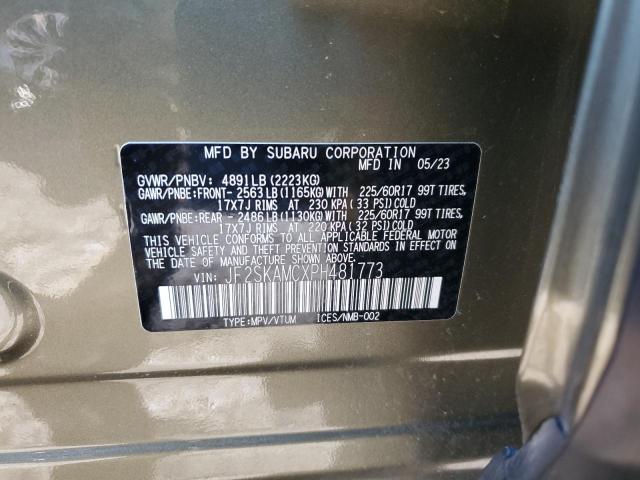 MFD BY SUBARU CORPORATION
MFD IN 05/23
GVWR/PNBV: 4891LB(2223KG)
GAWR/PNBE:FRONT- 2563LB(1165KG)WITH 225/60R17 99T TIRES,
17X7J RIMS AT 230 KPA(33 PSI)COLD
GAWR/PNBE:REAR - 2486LB(1130KG)WITH 225/60R17 99T TIRES,
17X7J RIMS AT 220 KPA(32 PSI)COLD
THIS VEHICLE CONFORMS TO ALL APPLICABLE FEDERAL MOTOR
VEHICLE SAFETY, BUMPER, AND THEFT PREVENTION STANDARDS
IN EFFECT ON THE DATE OF MANUFACTURE SHOWN ABOVE.
VIN: JF2SKAMCXPH481773
TYPE:MPV/VTUM ICES/NMB-002